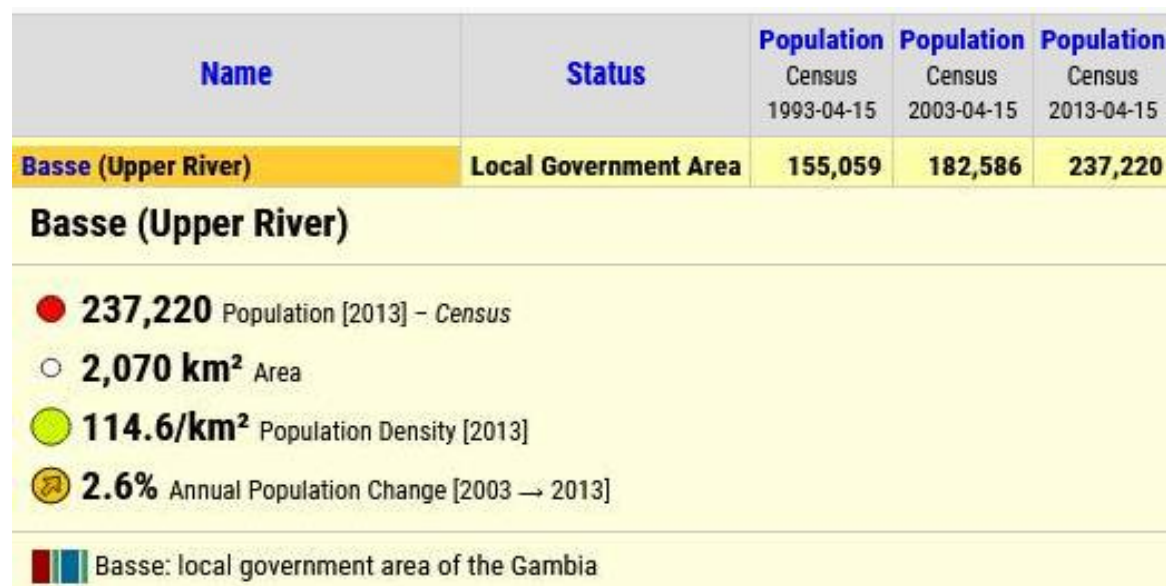 Name Status Population Population Population
Census Census Census
1993-04-15 2003-04-15 2013-04-15
Basse (Upper River) Local Government Area 155,059 182,586 237,220
Basse (Upper River)
237,220 Population [2013] – Census
2,070 km² Area
114.6/km² Population Density [2013]
2.6% Annual Population Change [2003 → 2013]
Basse: local government area of the Gambia